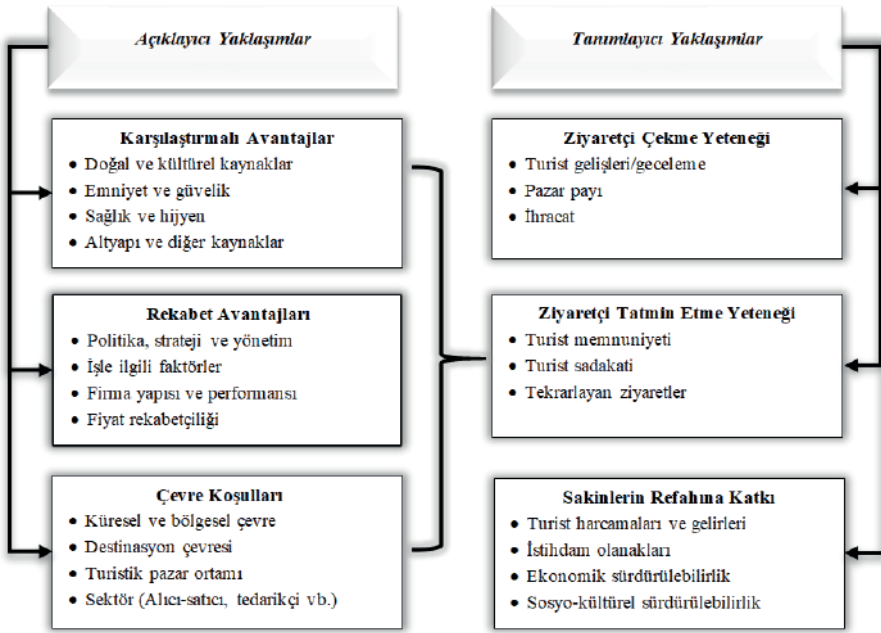 Açıklayıcı Yaklaşımlar
Karşılaştırmalı Avantajlar
• Doğal ve kültürel kaynaklar
• Emniyet ve güvelik
• Sağlık ve hijyen
• Altyapı ve diğer kaynaklar
Rekabet Avantajları
• Politika, strateji ve yönetim
• İşle ilgili faktörler
• Firma yapısı ve performansı
• Fiyat rekabetçiliği
Çevre Koşulları
• Küresel ve bölgesel çevre
• Destinasyon çevresi
• Turistik pazar ortamı
• Sektör (Alıcı-satıcı, tedarikçi vb.)
Tanımlayıcı Yaklaşımlar
Ziyaretçi Çekme Yeteneği
• Turist gelişleri/geceleme
• Pazar payı
• İhracat
Ziyaretçi Tatmin Etme Yeteneği
• Turist memnuniyeti
• Turist sadakati
• Tekrarlayan ziyaretler
Sakinlerin Refahına Katkı
• Turist harcamaları ve gelirleri
• İstihdam olanakları
• Ekonomik sürdürülebilirlik
• Sosyo-kültürel sürdürülebilirlik